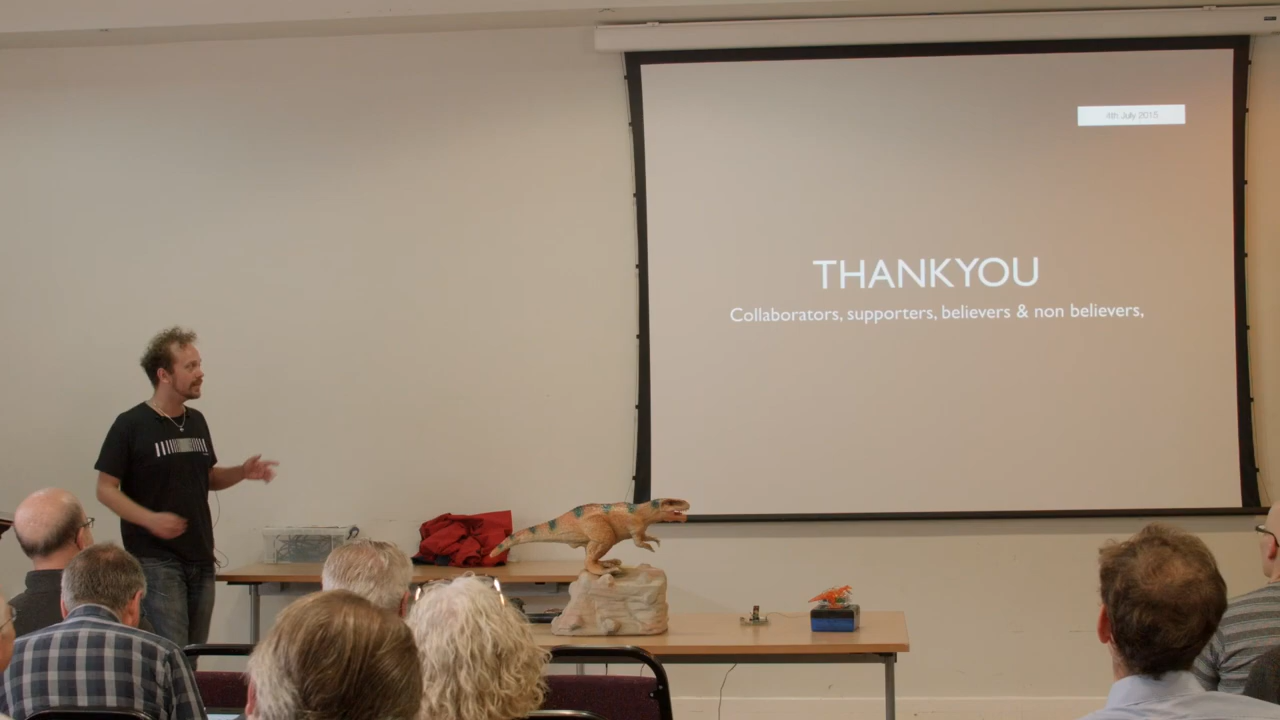 4th July 2015
THANKYOU
Collaborators, supporters, believers & non believers,